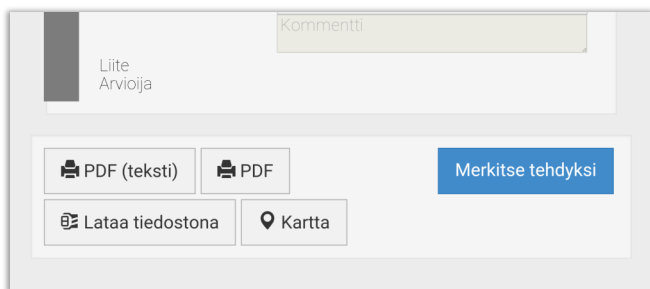 Kommentti
Liite
Arvioija
PDF (teksti) PDF Merkitse tehdyksi
Lataa tiedostona Kartta